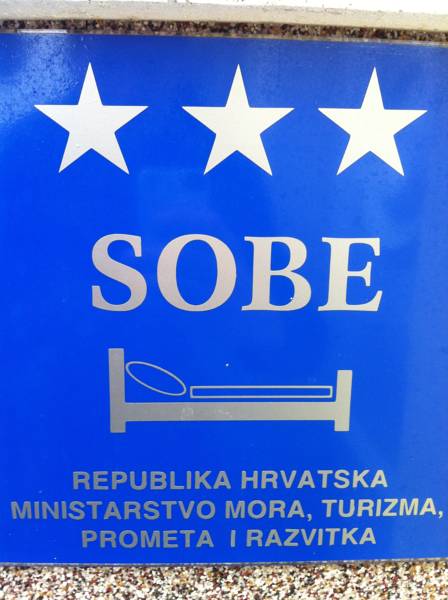 SOBE
REPUBLIKA HRVATSKA
MINISTARSTVO MORA, TURIZMA,
PROMETA I RAZVITKA